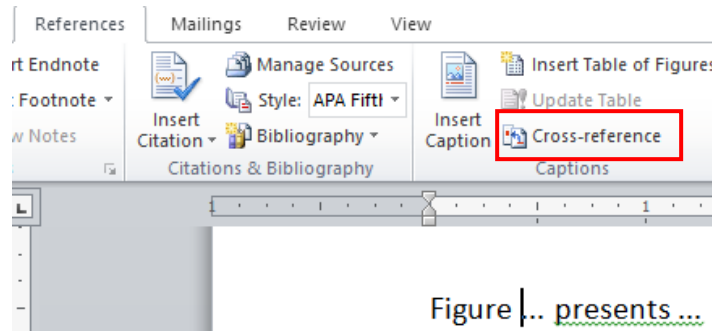 References Mailings Review View
rt Endnote Manage Sources Insert Table of Figures
Footnote Style: APA Fifth Update Table
Insert Citation Insert Caption
w Notes Bibliography Cross-reference
Citations & Bibliography Captions
1 1
Figure ... presents ...